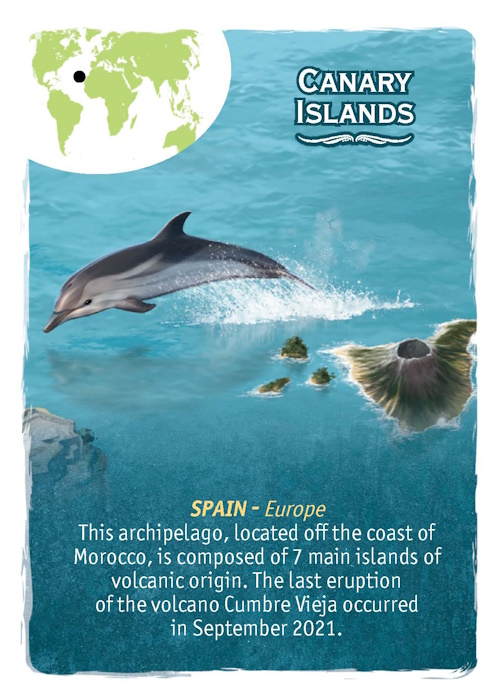 CANARY
ISLANDS
SPAIN - Europe
This archipelago, located off the coast of
Morocco, is composed of 7 main islands of
volcanic origin. The last eruption
of the volcano Cumbre Vieja occurred
in September 2021.